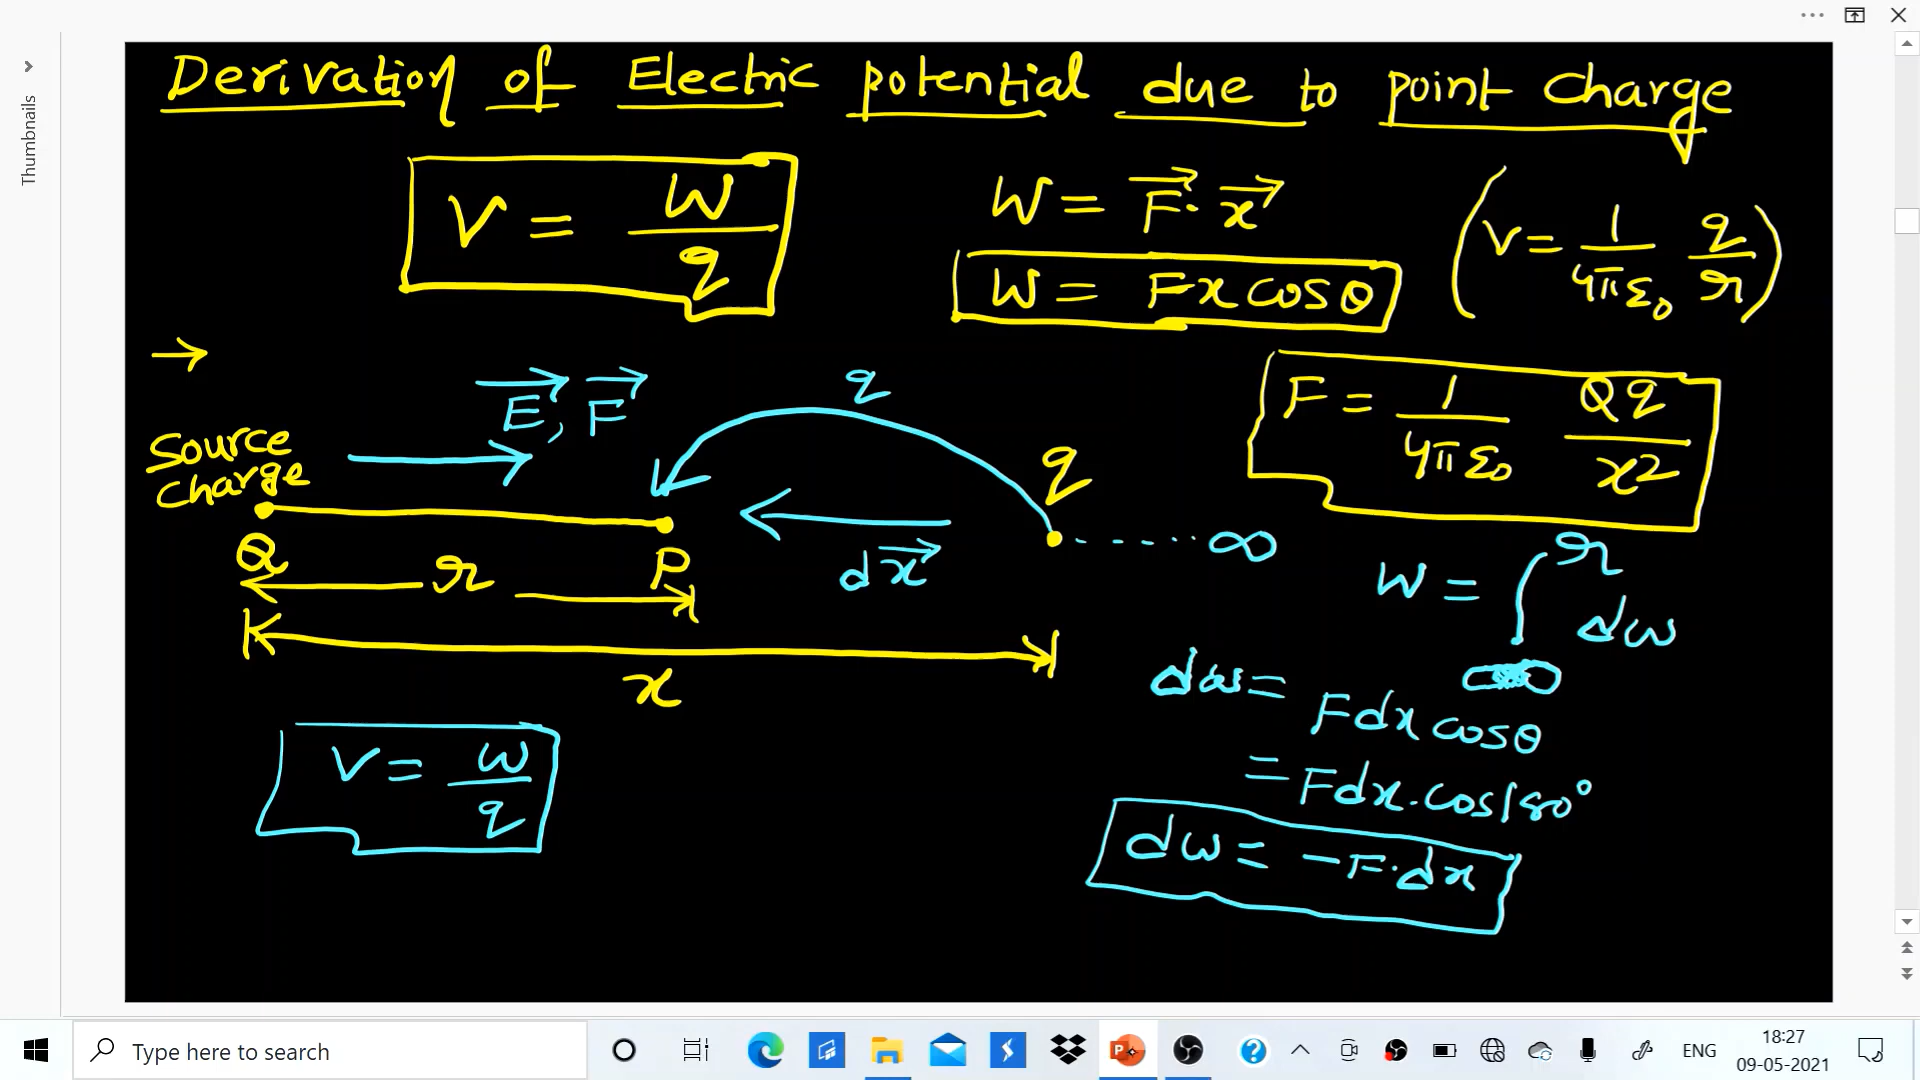 Thumbnails
Derivation of Electric potential due to point Charge
V = W/q
W = F⃗. x⃗
W = Fx cosθ
(V = 1/4πε₀ q/r)
→
E⃗, F⃗
q
F = 1/4πε₀ Qq/x²
Source
Charge
q
∞
dx⃗
Q
r
P
x
W = ∫ r dw
∞
dw = Fdx cosθ
= Fdx.cos180°
dw = -F.dx
V = w/q
Type here to search
ENG
18:27
09-05-2021